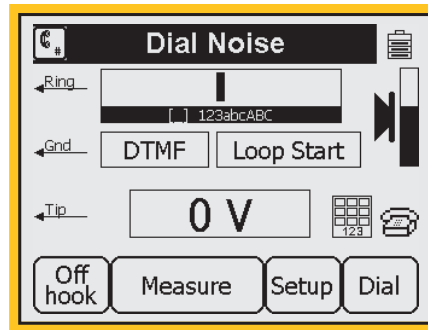 #
Dial Noise
Ring
[_] 123abcABC
Gnd
DTMF
Loop Start
Tip
0 V
123
Off hook
Measure
Setup
Dial